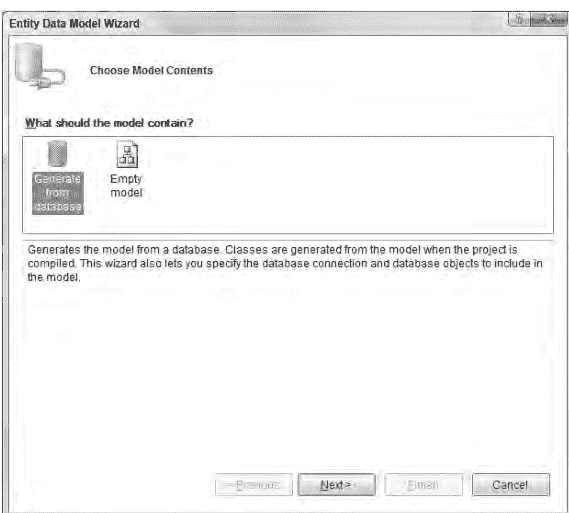 Entity Data Model Wizard
Choose Model Contents
What should the model contain?
Generate from database
Empty model
Generates the model from a database. Classes are generated from the model when the project is
compiled. This wizard also lets you specify the database connection and database objects to include in
the model.
< Previous
Next >
Finish
Cancel